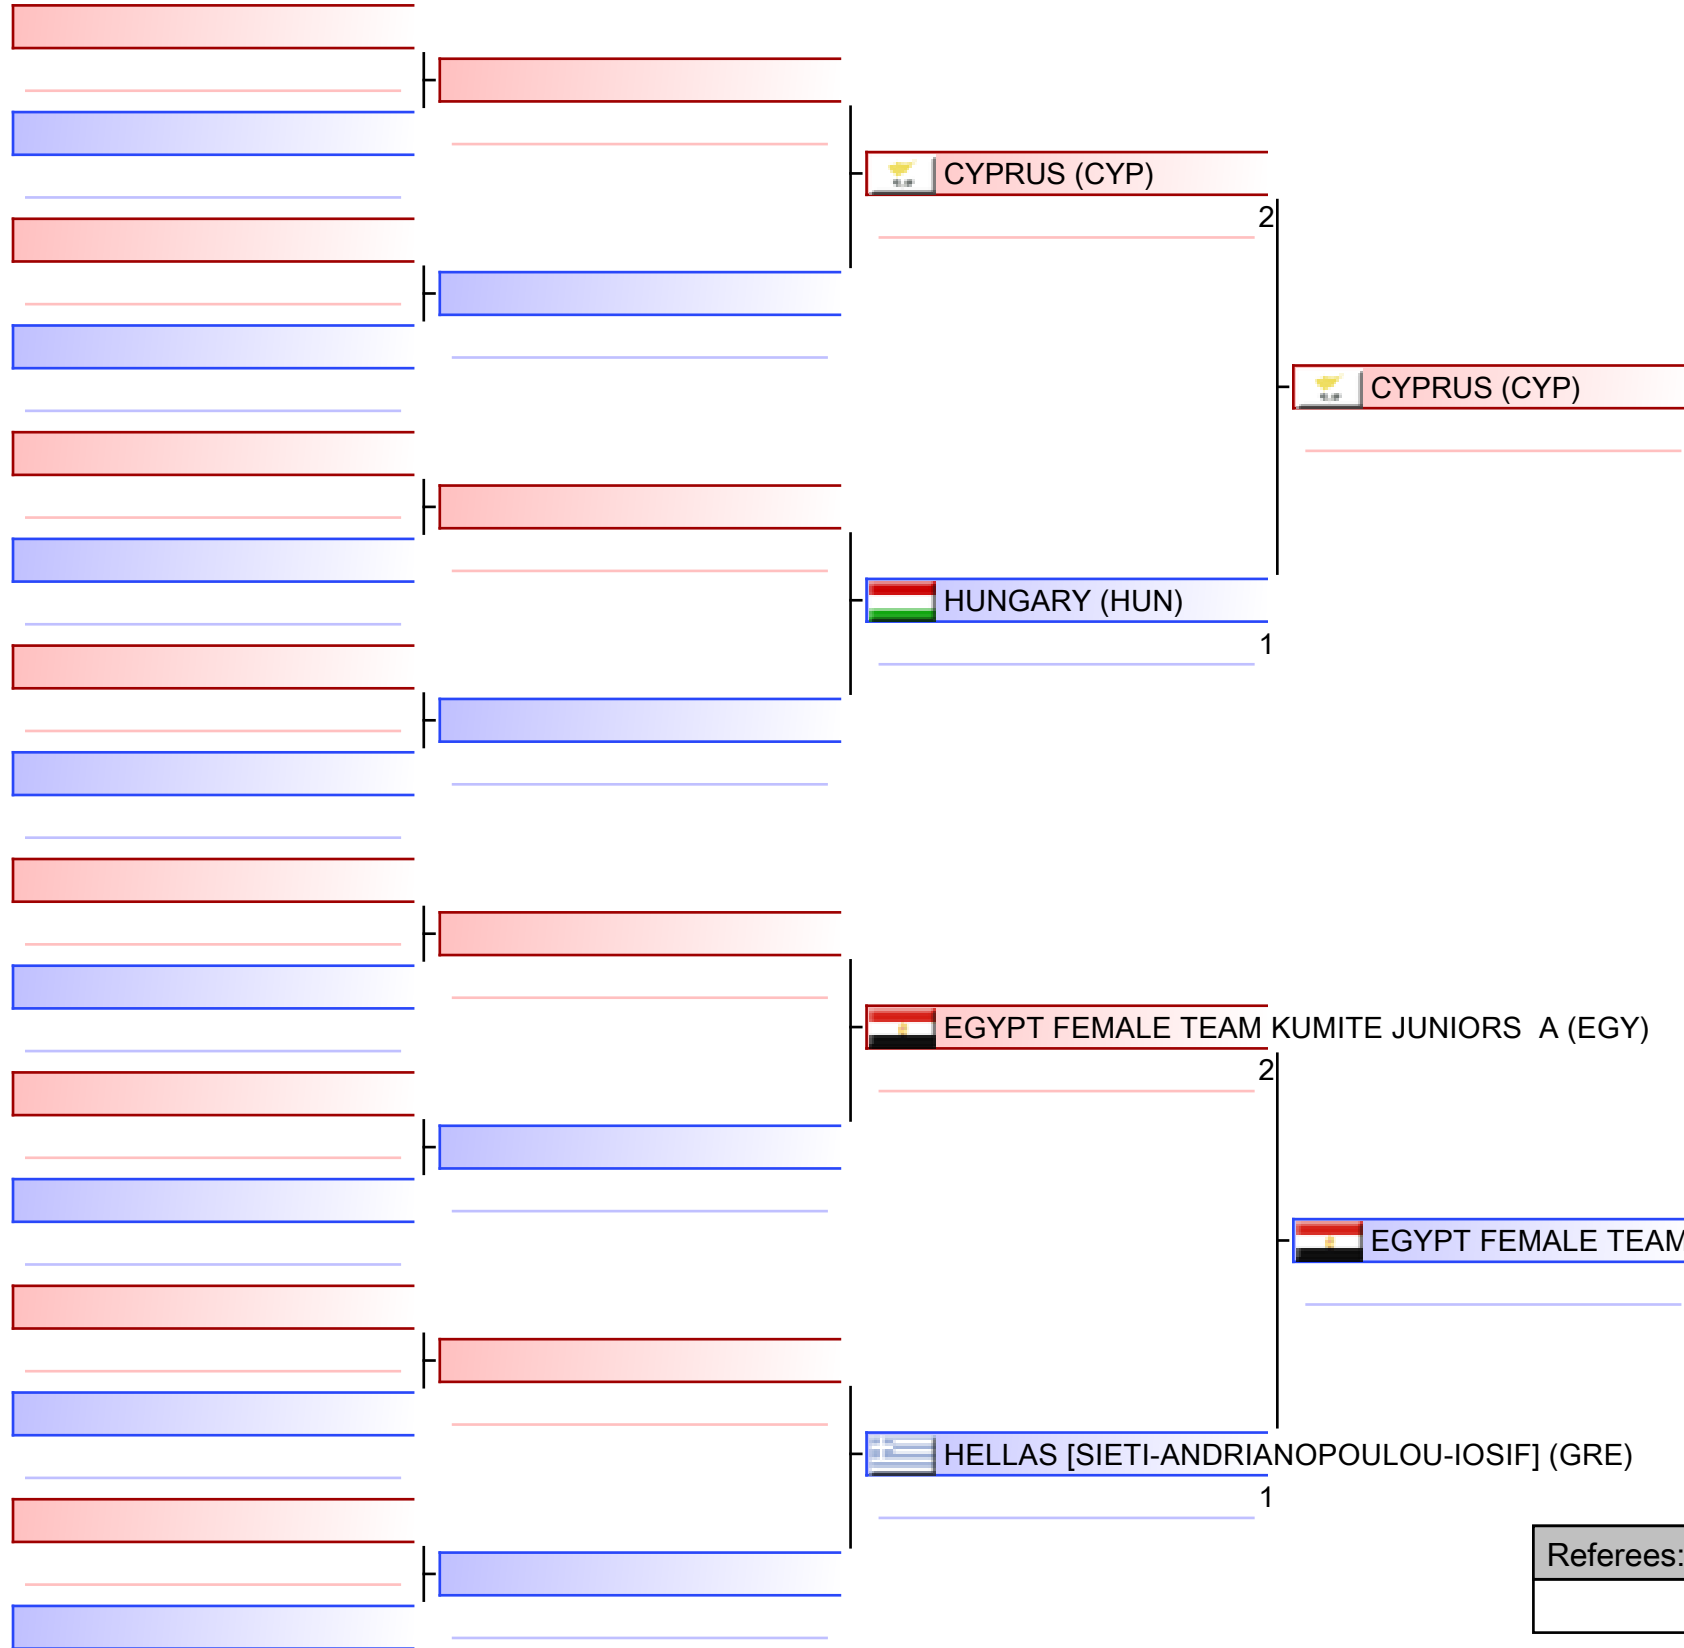 CYPRUS (CYP)
2
CYPRUS (CYP)
HUNGARY (HUN)
1
EGYPT FEMALE TEAM KUMITE JUNIORS  A (EGY)
2
EGYPT FEMALE TEAM
HELLAS [SIETI-ANDRIANOPOULOU-IOSIF] (GRE)
1
Referees: